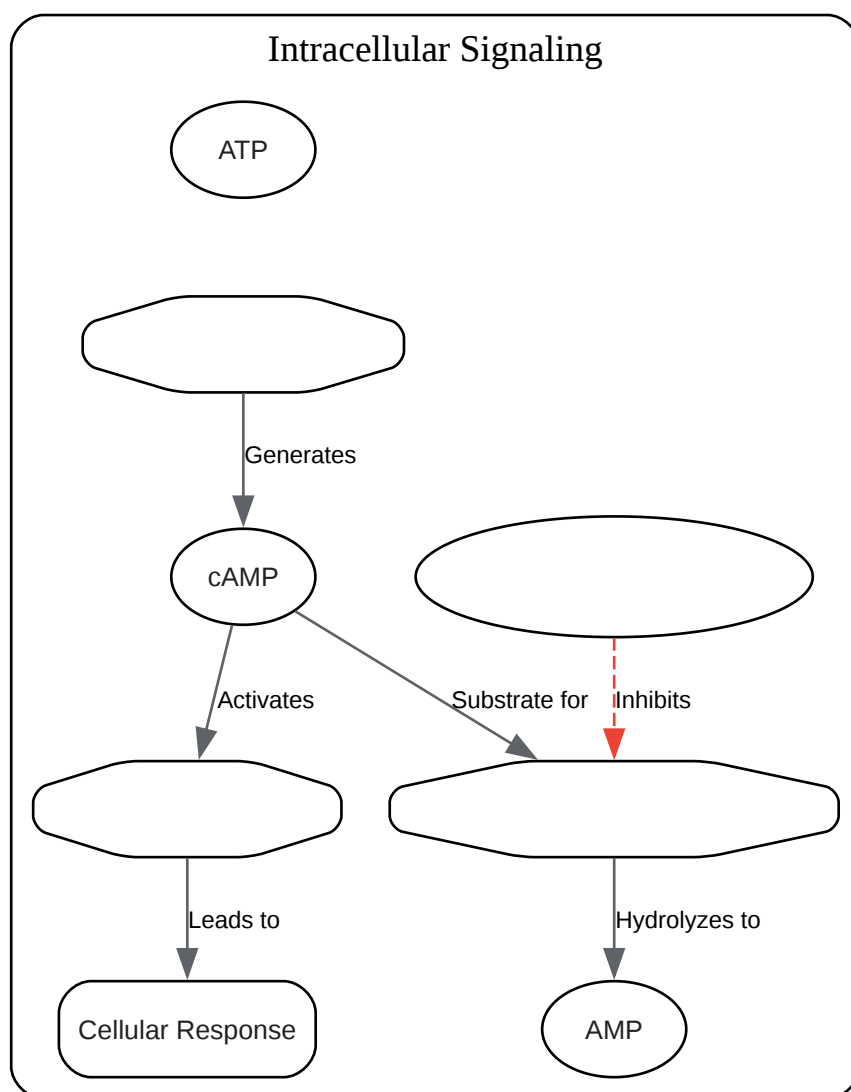 Intracellular Signaling
ATP
Generates
cAMP
Activates
Substrate for
Inhibits
Leads to
Hydrolyzes to
Cellular Response
AMP